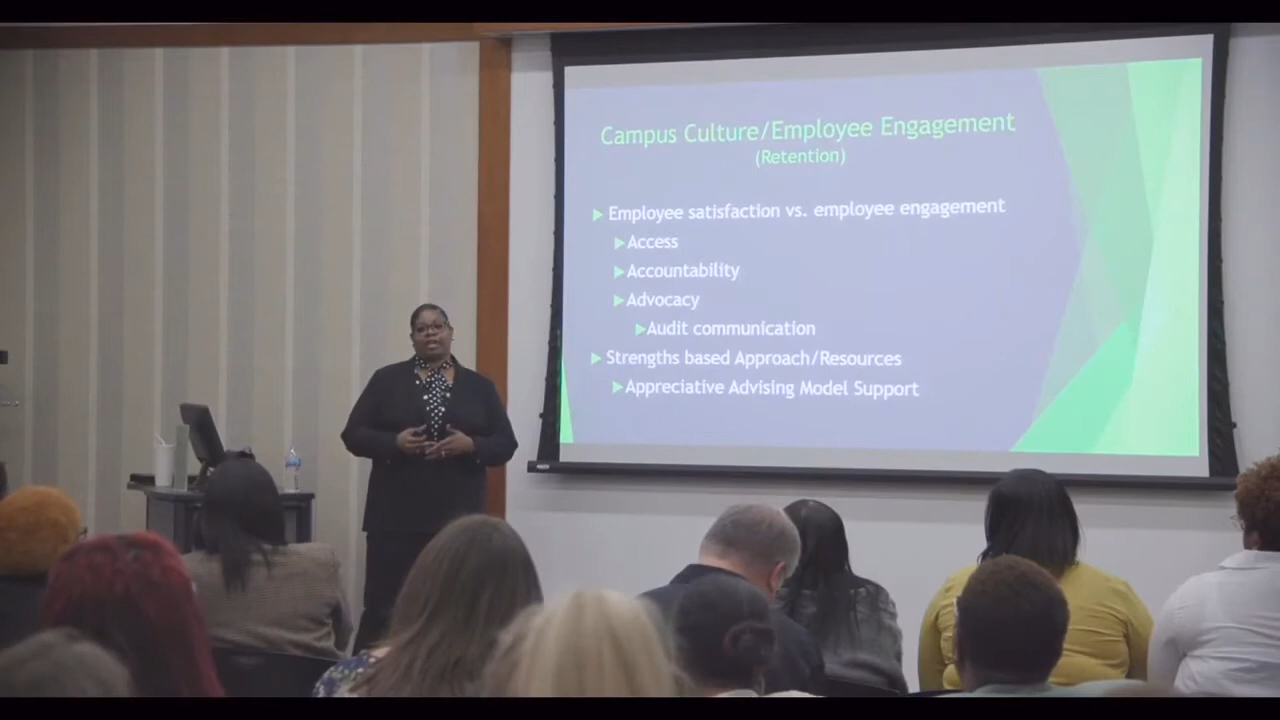 Campus Culture/Employee Engagement
(Retention)
Employee satisfaction vs. employee engagement
Access
Accountability
Advocacy
Audit communication
Strengths based Approach/Resources
Appreciative Advising Model Support